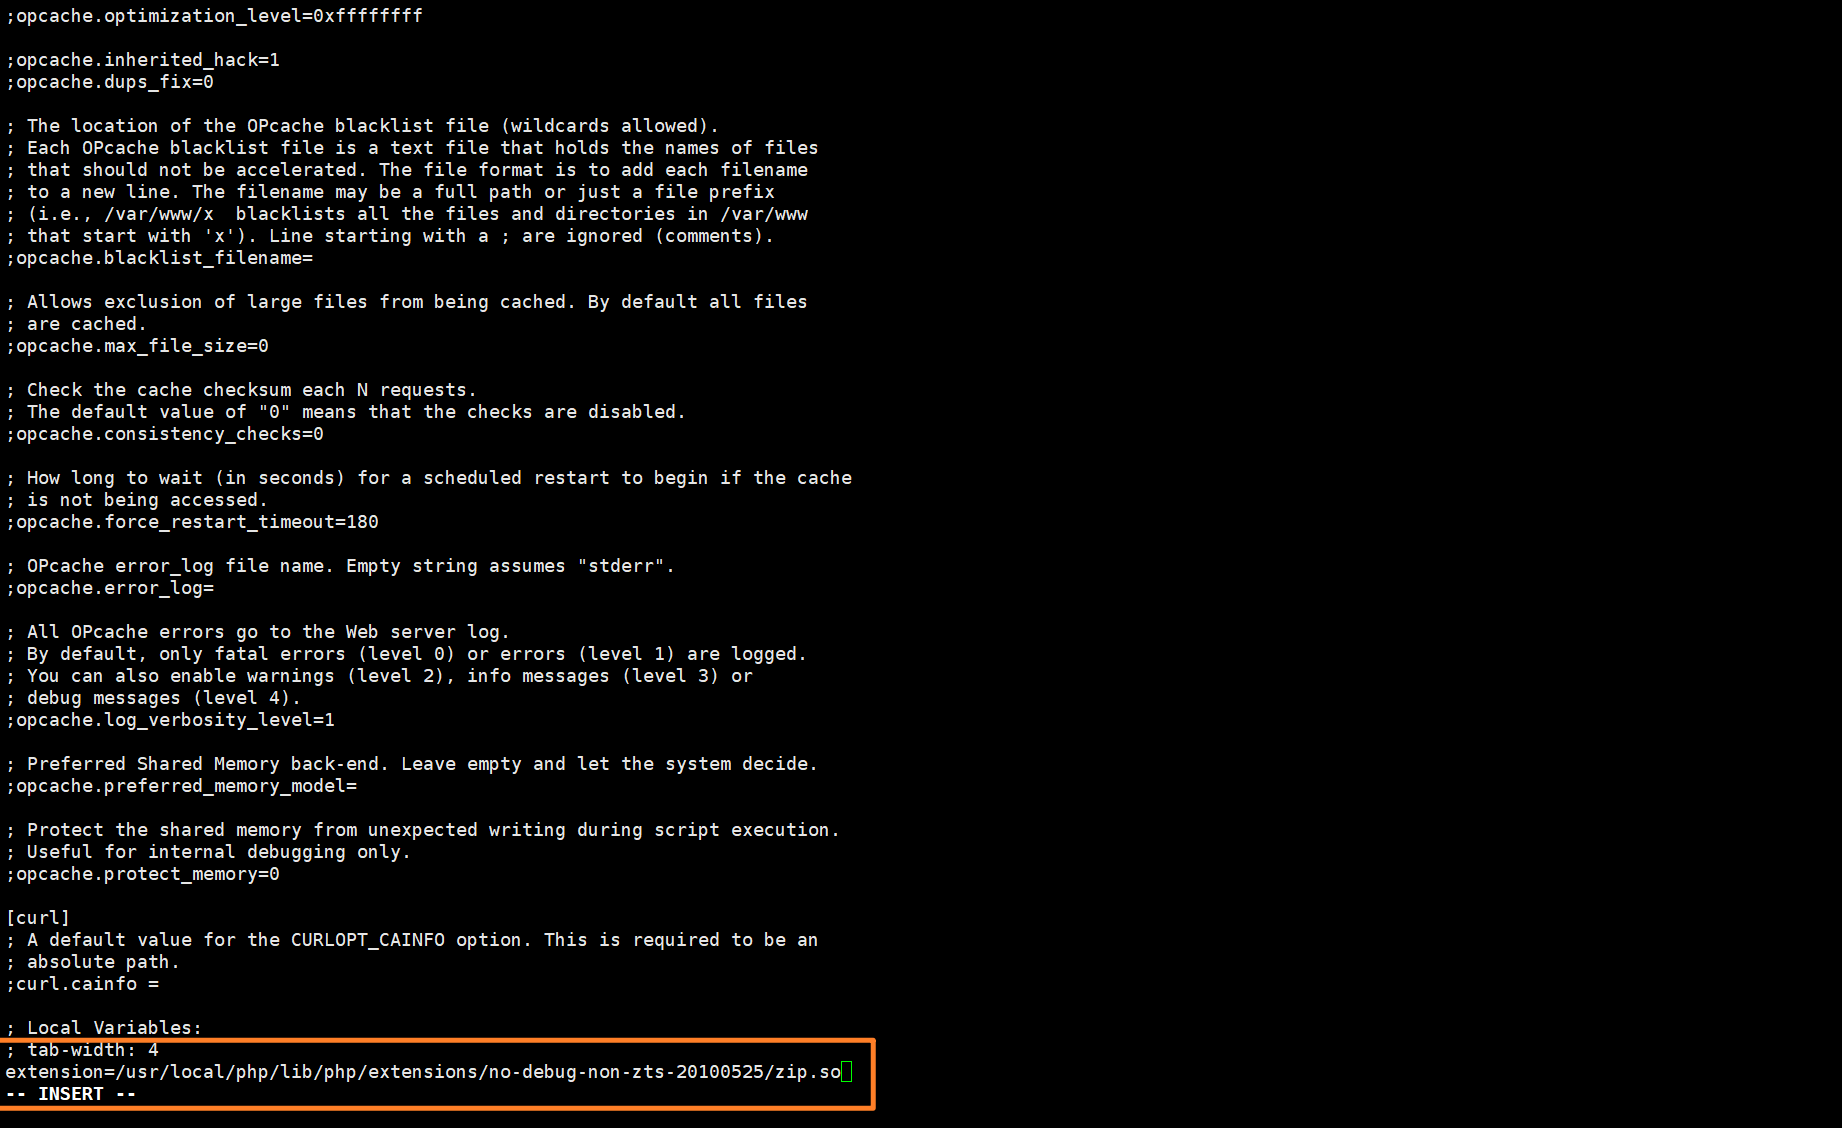 ;opcache.optimization_level=0xffffffff
;opcache.inherited_hack=1
;opcache.dups_fix=0
; The location of the OPcache blacklist file (wildcards allowed).
; Each OPcache blacklist file is a text file that holds the names of files
; that should not be accelerated. The file format is to add each filename
; to a new line. The filename may be a full path or just a file prefix
; (i.e., /var/www/x  blacklists all the files and directories in /var/www
; that start with 'x'). Line starting with a ; are ignored (comments).
;opcache.blacklist_filename=
; Allows exclusion of large files from being cached. By default all files
; are cached.
;opcache.max_file_size=0
; Check the cache checksum each N requests.
; The default value of "0" means that the checks are disabled.
;opcache.consistency_checks=0
; How long to wait (in seconds) for a scheduled restart to begin if the cache
; is not being accessed.
;opcache.force_restart_timeout=180
; OPcache error_log file name. Empty string assumes "stderr".
;opcache.error_log=
; All OPcache errors go to the Web server log.
; By default, only fatal errors (level 0) or errors (level 1) are logged.
; You can also enable warnings (level 2), info messages (level 3) or
; debug messages (level 4).
;opcache.log_verbosity_level=1
; Preferred Shared Memory back-end. Leave empty and let the system decide.
;opcache.preferred_memory_model=
; Protect the shared memory from unexpected writing during script execution.
; Useful for internal debugging only.
;opcache.protect_memory=0
[curl]
; A default value for the CURLOPT_CAINFO option. This is required to be an
; absolute path.
;curl.cainfo =
; Local Variables:
; tab-width: 4
extension=/usr/local/php/lib/php/extensions/no-debug-non-zts-20100525/zip.so
-- INSERT --